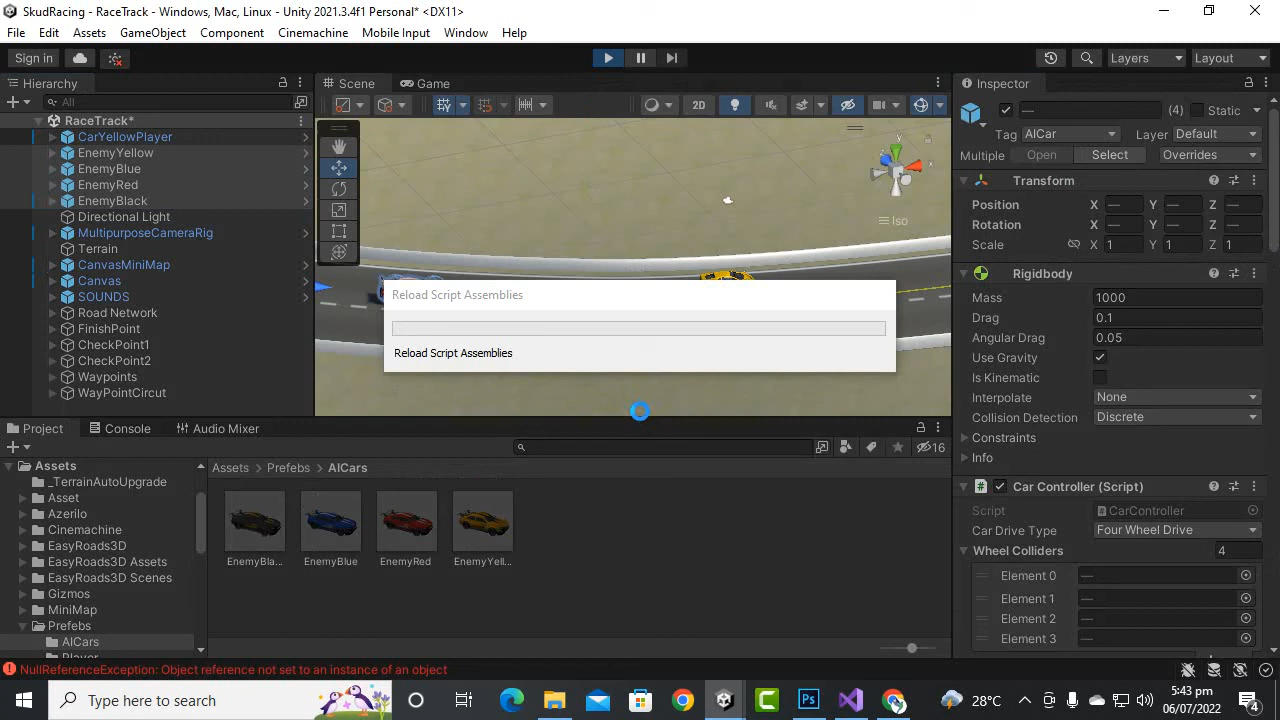 SkudRacing - RaceTrack - Windows, Mac, Linux - Unity 2021.3.4f1 Personal* <DX11>
File Edit Assets GameObject Component Cinemachine Mobile Input Window Help
Sign in
Layers
Layout
Hierarchy
All
RaceTrack*
CarYellowPlayer
EnemyYellow
EnemyBlue
EnemyRed
EnemyBlack
Directional Light
MultipurposeCameraRig
Terrain
CanvasMiniMap
Canvas
SOUNDS
Road Network
FinishPoint
CheckPoint1
CheckPoint2
Waypoints
WayPointCircut
Scene
Game
2D
y
x
Iso
Reload Script Assemblies
Reload Script Assemblies
Inspector
— (4) Static
Tag AICar Layer Default
Multiple Open Select Overrides
Transform
Position X — Y — Z —
Rotation X — Y — Z —
Scale X 1 Y 1 Z 1
Rigidbody
Mass 1000
Drag 0.1
Angular Drag 0.05
Use Gravity
Is Kinematic
Interpolate None
Collision Detection Discrete
Constraints
Info
Car Controller (Script)
Script CarController
Car Drive Type Four Wheel Drive
Wheel Colliders 4
Element 0 —
Element 1 —
Element 2 —
Element 3 —
Project
Console
Audio Mixer
16
Assets
_TerrainAutoUpgrade
Asset
Azerilo
Cinemachine
EasyRoads3D
EasyRoads3D Assets
EasyRoads3D Scenes
Gizmos
MiniMap
Prefebs
AICars
Player
Assets > Prefebs > AICars
EnemyBla...
EnemyBlue
EnemyRed
EnemyYell...
NullReferenceException: Object reference not set to an instance of an object
Type here to search
28°C
5:43 pm
06/07/2022
4